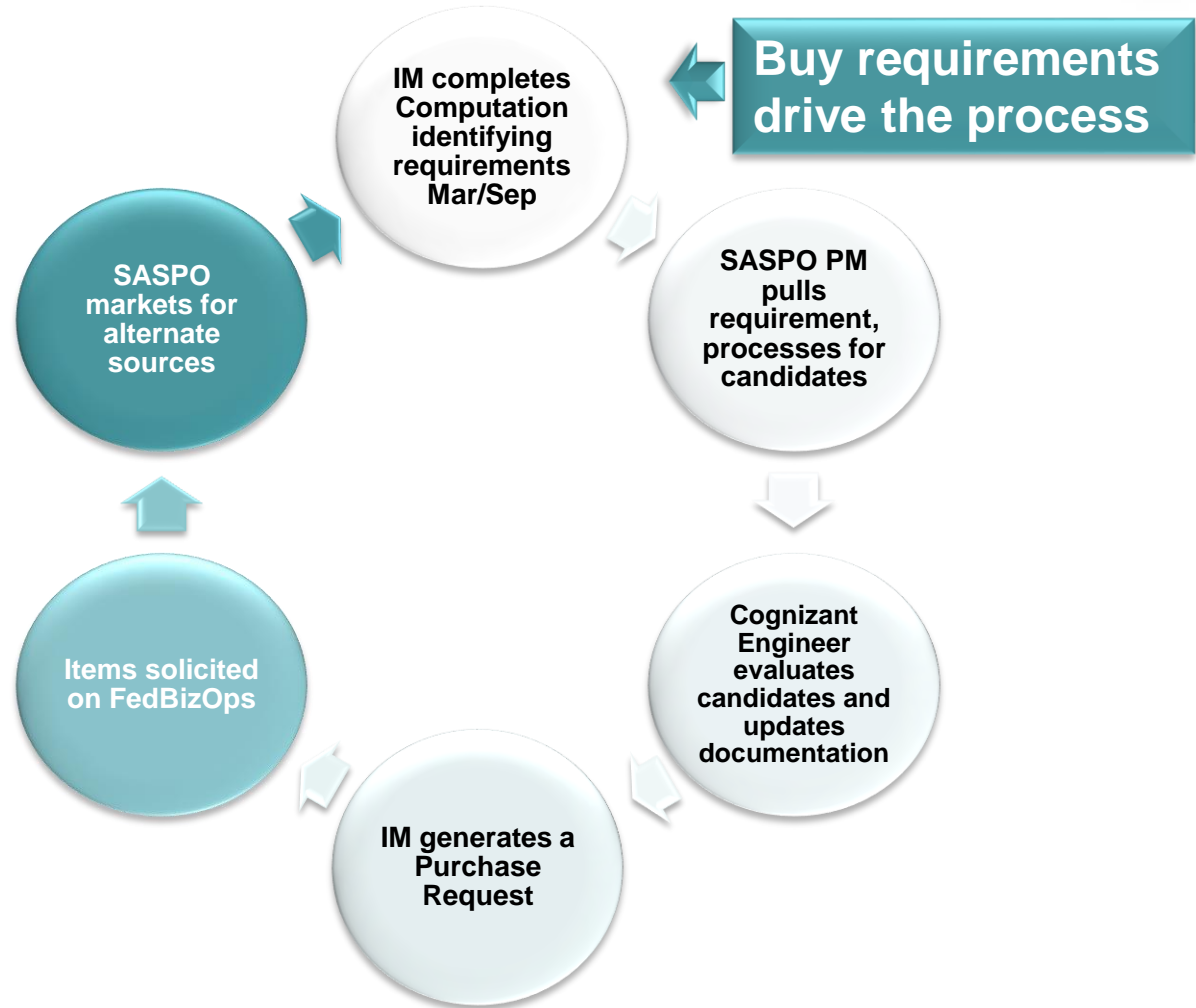 Buy requirements
drive the process
IM completes
Computation
identifying
requirements
Mar/Sep
SASPO PM
pulls
requirement,
processes for
candidates
Cognizant
Engineer
evaluates
candidates and
updates
documentation
IM generates a
Purchase
Request
Items solicited
on FedBizOps
SASPO
markets for
alternate
sources